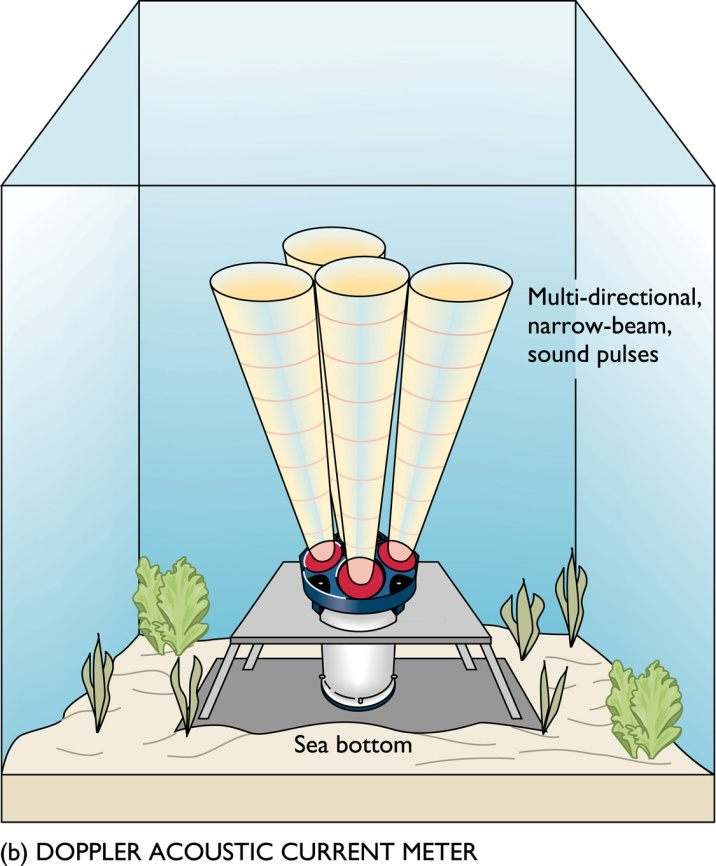 Multi-directional,
narrow-beam,
sound pulses
Sea bottom
(b) DOPPLER ACOUSTIC CURRENT METER